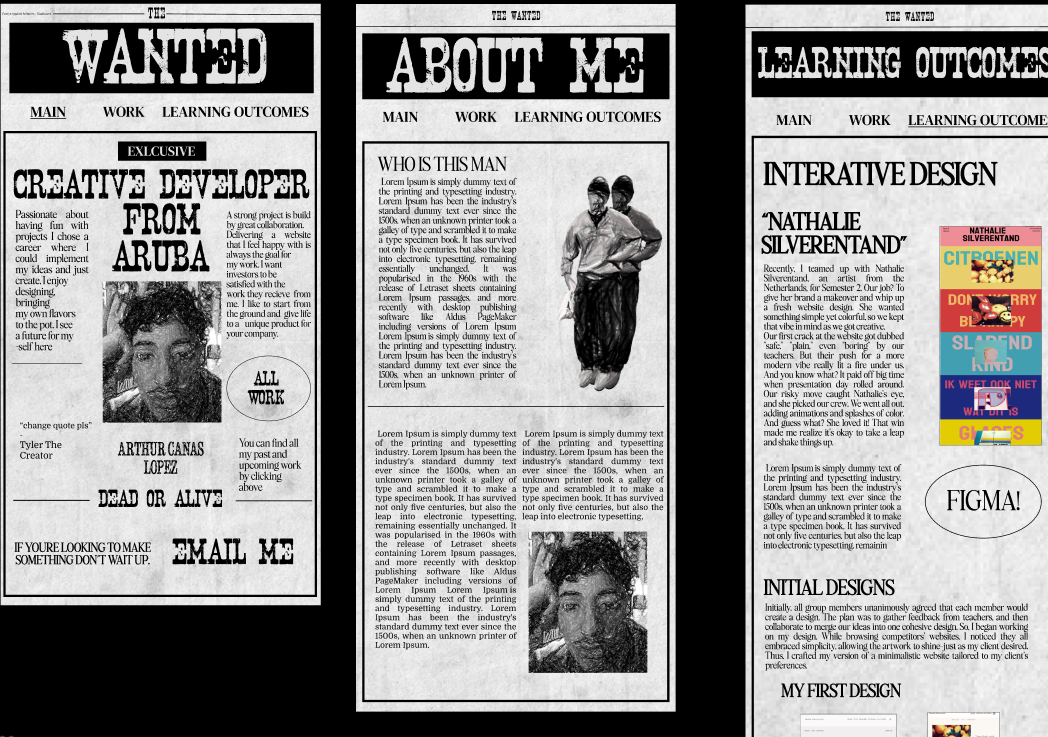 THE
WANTED
MAIN WORK LEARNING OUTCOMES
EXLCUSIVE
CREATIVE DEVELOPER
FROM
ARUBA
Passionate about
having fun with
projects I chose a
career where I
could implement
my ideas and just
create. I enjoy
designing,
bringing
my own flavors
to the pot. I see
a future for my
-self here
A strong project is build
by great collaboration.
Delivering a website
that I feel happy with is
always the goal for
my work. I want
investors to be
satisfied with the
work they recieve from
me. I like to start from
the ground and give life
to a unique product for
your company.
ALL
WORK
"change quote pls"
Tyler The
Creator
ARTHUR CANAS
LOPEZ
You can find all
my past and
upcoming work
by clicking
above
DEAD OR ALIVE
IF YOURE LOOKING TO MAKE
SOMETHING DON'T WAIT UP.
EMAIL ME
THE WANTED
ABOUT ME
MAIN WORK LEARNING OUTCOMES
WHO IS THIS MAN
Lorem Ipsum is simply dummy text of
the printing and typesetting industry.
Lorem Ipsum has been the industry's
standard dummy text ever since the
1500s, when an unknown printer took a
galley of type and scrambled it to make
a type specimen book. It has survived
not only five centuries, but also the leap
into electronic typesetting, remaining
essentially unchanged. It was
popularised in the 1960s with the
release of Letraset sheets containing
Lorem Ipsum passages, and more
recently with desktop publishing
software like Aldus PageMaker
including versions of Lorem Ipsum
Lorem Ipsum is simply dummy text of
the printing and typesetting industry.
Lorem Ipsum has been the industry's
standard dummy text ever since the
1500s, when an unknown printer of
Lorem Ipsum.
Lorem Ipsum is simply dummy text
of the printing and typesetting
industry. Lorem Ipsum has been the
industry's standard dummy text
ever since the 1500s, when an
unknown printer took a galley of
type and scrambled it to make a
type specimen book. It has survived
not only five centuries, but also the
leap into electronic typesetting,
remaining essentially unchanged. It
was popularised in the 1960s with
the release of Letraset sheets
containing Lorem Ipsum passages,
and more recently with desktop
publishing software like Aldus
PageMaker including versions of
Lorem Ipsum Lorem Ipsum is
simply dummy text of the printing
and typesetting industry. Lorem
Ipsum has been the industry's
standard dummy text ever since the
1500s, when an unknown printer of
Lorem Ipsum.
Lorem Ipsum is simply dummy text
of the printing and typesetting
industry. Lorem Ipsum has been the
industry's standard dummy text
ever since the 1500s, when an
unknown printer took a galley of
type and scrambled it to make a
type specimen book. It has survived
not only five centuries, but also the
leap into electronic typesetting,
THE WANTED
LEARNING OUTCOMES
MAIN WORK LEARNING OUTCOME
INTERATIVE DESIGN
"NATHALIE
SILVERENTAND"
Recently, I teamed up with Nathalie
Silverentand, an artist from the
Netherlands, for Semester 2. Our job? To
give her brand a makeover and whip up
a fresh website design. She wanted
something simple yet colorful, so we kept
that vibe in mind as we got creative.
Our first crack at the website got dubbed
"safe," "plain," even "boring" by our
teachers. But their push for a more
modern vibe really lit a fire under us.
And you know what? It paid off big time
when presentation day rolled around.
Our risky move caught Nathalie's eye,
and she picked our crew. We went all out,
adding animations and splashes of color.
And guess what? She loved it! That win
made me realize it's okay to take a leap
and shake things up.
NATHALIE
SILVERENTAND
CITROENEN
SLAPEND
KIND
IK WEET OOK NIET
WAT DIT IS
Lorem Ipsum is simply dummy text of
the printing and typesetting industry.
Lorem Ipsum has been the industry's
standard dummy text ever since the
1500s, when an unknown printer took a
galley of type and scrambled it to make
a type specimen book. It has survived
not only five centuries, but also the leap
into electronic typesetting, remainin
FIGMA!
INITIAL DESIGNS
Initially, all group members unanimously agreed that each member would
create a design. The plan was to gather feedback from teachers, and then
collaborate to merge our ideas into one cohesive design. So, I began working
on my design. While browsing competitors' websites, I noticed they all
embraced simplicity, allowing the artwork to shine-just as my client desired.
Thus, I crafted my version of a minimalistic website tailored to my client's
preferences.
MY FIRST DESIGN